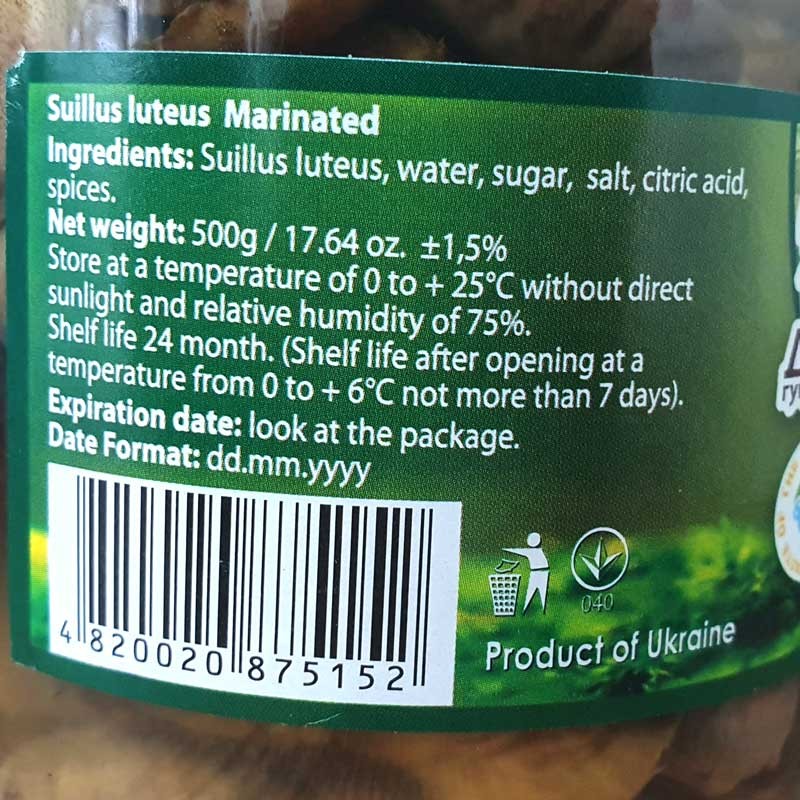 Suillus luteus Marinated
Ingredients: Suillus luteus, water, sugar, salt, citric acid,
spices.
Net weight: 500g / 17.64 oz. ±1,5%
Store at a temperature of 0 to + 25°C without direct
sunlight and relative humidity of 75%.
Shelf life 24 month. (Shelf life after opening at a
temperature from 0 to + 6°C not more than 7 days).
Expiration date: look at the package.
Date Format: dd.mm.yyyy
4 820020 875152
040
Product of Ukraine